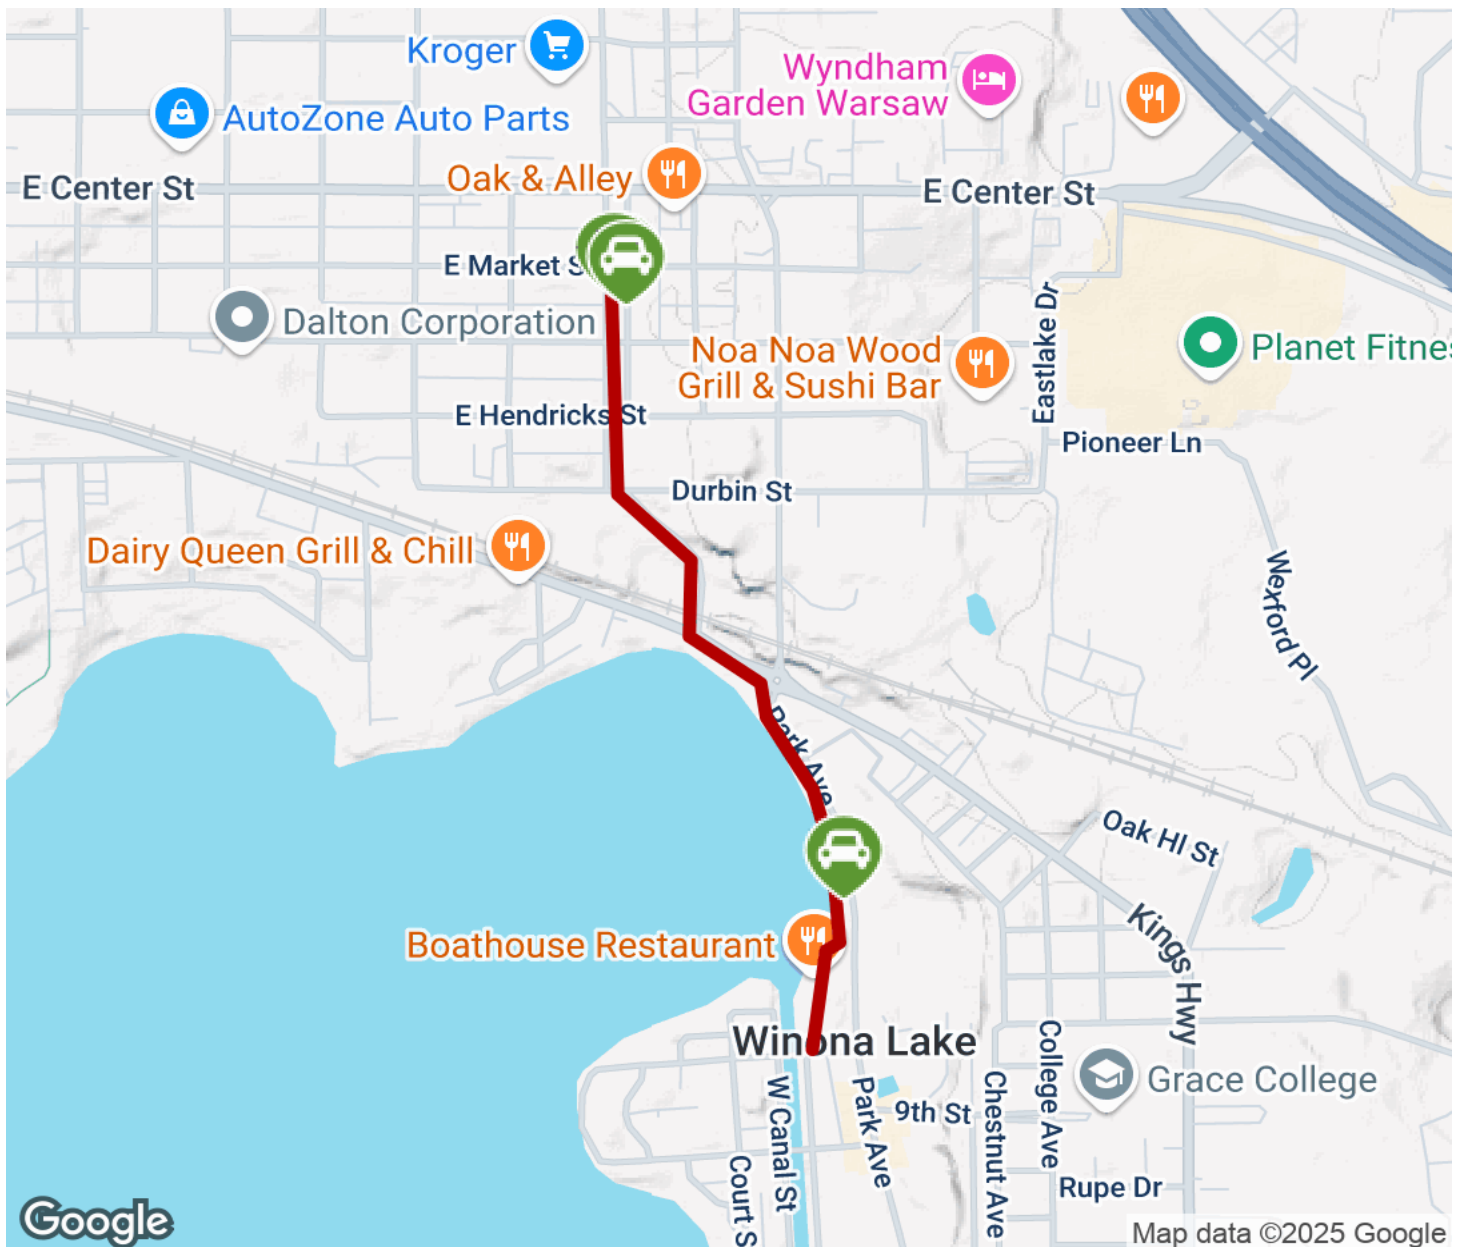 Kroger
Wyndham
Garden Warsaw
AutoZone Auto Parts
Oak & Alley
E Center St
E Center St
E Market S
Dalton Corporation
Eastlake Dr
Noa Noa Wood
Grill & Sushi Bar
Planet Fitnes
E Hendricks St
Pioneer Ln
Durbin St
Dairy Queen Grill & Chill
Wexford Pl
Park Ave
Oak Hl St
Kings Hwy
Boathouse Restaurant
Winona Lake
College Ave
Grace College
W Canal St
Park Ave
9th St
Chestnut Ave
Court S
Rupe Dr
Google
Map data ©2025 Google